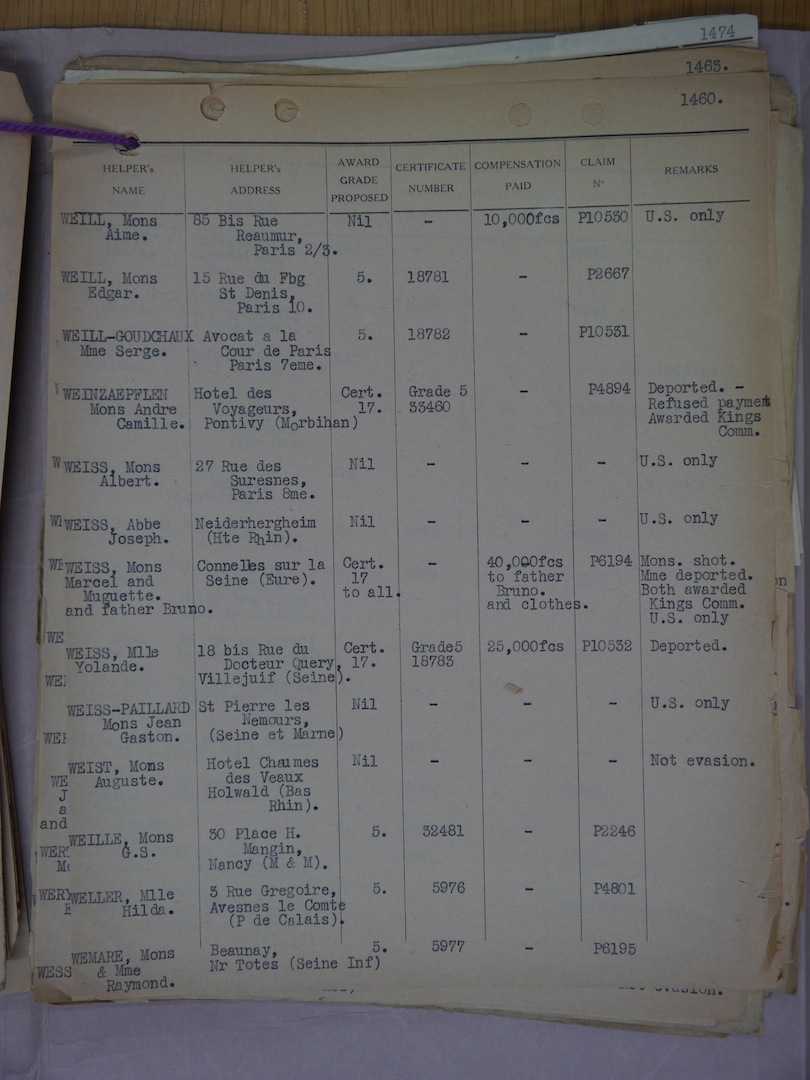 1474
1463.
1460.
HELPER's NAME
HELPER's ADDRESS
AWARD GRADE PROPOSED
CERTIFICATE NUMBER
COMPENSATION PAID
CLAIM No
REMARKS
WEILL, Mons 85 Bis Rue Nil - 10,000fcs P10530 U.S. only
Aime. Reaumur,
Paris 2/3.
WEILL, Mons 15 Rue du Fbg 5. 18781 - P2667
Edgar. St Denis,
Paris 10.
WEILL-GOUDCHAUX Avocat a la 5. 18782 - P10531
Mme Serge. Cour de Paris
Paris 7eme.
WEINZAEPFLEN Hotel des Cert. Grade 5 - P4894 Deported. -
Mons Andre Voyageurs, 17. 33460 Refused payment
Camille. Pontivy (Morbihan) Awarded Kings
Comm.
WEISS, Mons 27 Rue des Nil - - - U.S. only
Albert. Suresnes,
Paris 8me.
WEISS, Abbe Neiderhergheim Nil - - - U.S. only
Joseph. (Hte Rhin).
WEISS, Mons Connelles sur la Cert. 40,000fcs P6194 Mons. shot.
Marcel and Seine (Eure). 17 to father Mme deported.
Muguette. to all. Bruno. Both awarded
and father Bruno. and clothes. Kings Comm.
U.S. only
WE
WEISS, Mlle 18 bis Rue du Cert. Grade5 25,000fcs P10532 Deported.
Yolande. Docteur Query, 17. 18783
Villejuif (Seine).
WEISS-PAILLARD St Pierre les Nil - - - U.S. only
Mons Jean Nemours,
Gaston. (Seine et Marne)
WEIST, Mons Hotel Chaumes Nil - - - Not evasion.
WE Auguste. des Veaux
J Holwald (Bas
a Rhin).
and
WEILLE, Mons 30 Place H. 5. 32481 - P2246
G.S. Mangin,
Nancy (M & M).
WELLER, Mlle 3 Rue Gregoire, 5. 5976 - P4801
Hilda. Avesnes le Comte
(P de Calais).
WEMARE, Mons Beaunay, 5. 5977 - P6195
WESS & Mme Nr Totes (Seine Inf)
Raymond.